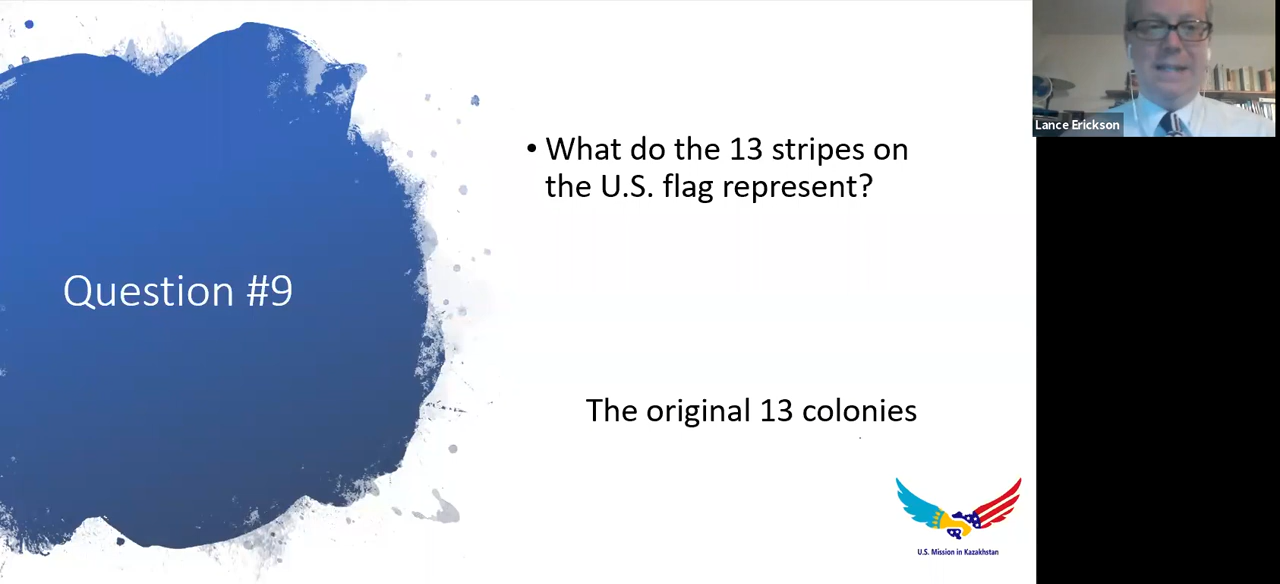 Question #9
• What do the 13 stripes on
the U.S. flag represent?
The original 13 colonies
U.S. Mission in Kazakhstan
Lance Erickson